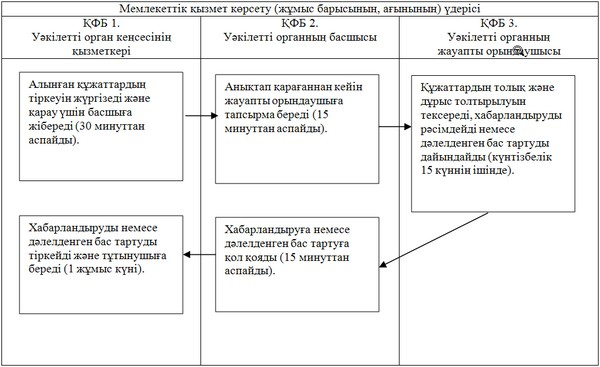 Мемлекеттік қызмет көрсету (жұмыс барысының, ағынының) үдерісі
ҚФБ 1.
Уәкілетті орган кеңсесінің
қызметкері
ҚФБ 2.
Уәкілетті органның басшысы
ҚФБ 3.
Уәкілетті органның
жауапты орындаушысы
Алынған құжаттардың
тіркеуін жүргізеді және
қарау үшін басшыға
жібереді (30 минуттан
аспайды).
Анықтап қарағаннан кейін
жауапты орындаушыға
тапсырма береді (15
минуттан аспайды).
Құжаттардың толық және
дұрыс толтырылуын
тексереді, хабарландыруды
рәсімдейді немесе
дәлелденген бас тартуды
дайындайды (күнтізбелік
15 күннің ішінде).
Хабарландыруды немесе
дәлелденген бас тартуды
тіркейді және тұтынушыға
береді (1 жұмыс күні).
Хабарландыруға немесе
дәлелденген бас тартуға
қол қояды (15 минуттан
аспайды).